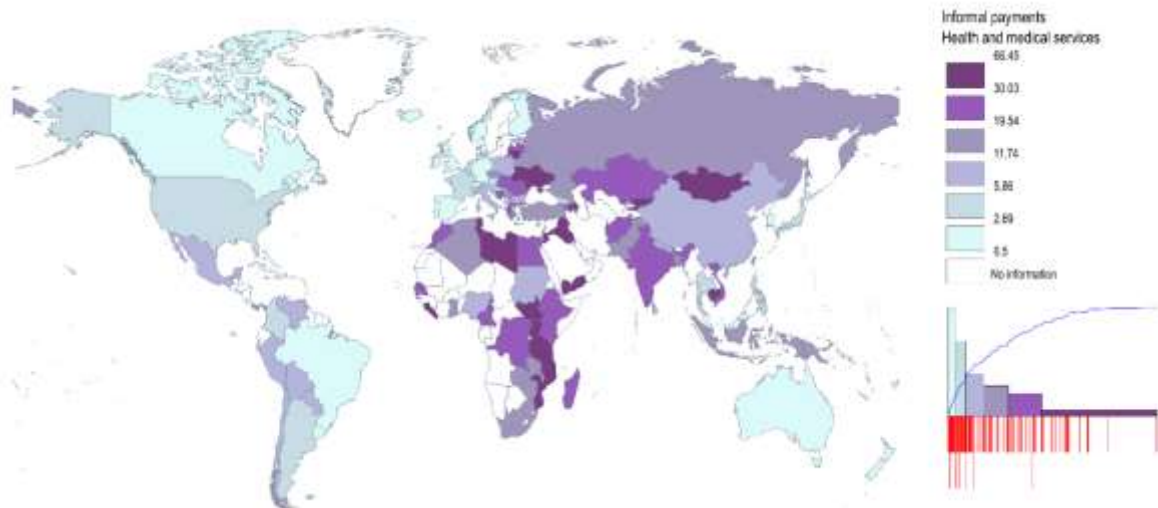 Informal payments
Health and medical services
66.45
30.03
19.54
11.74
5.86
2.69
0.5
No information